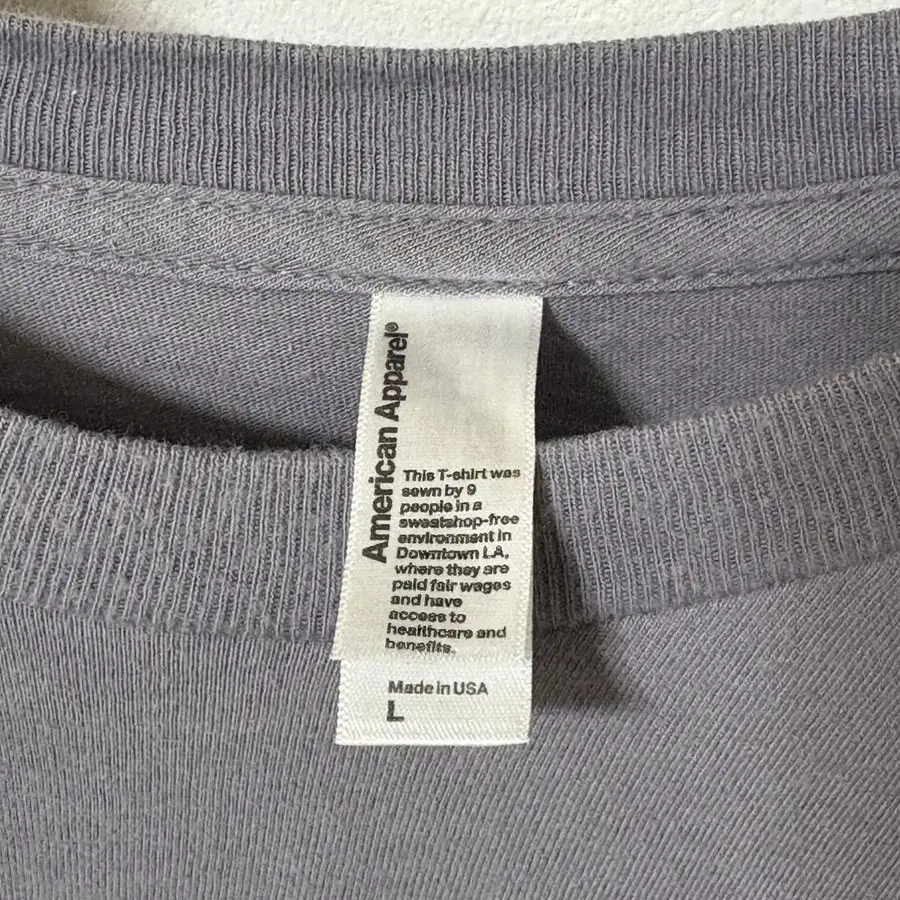 American Apparel®
This T-shirt was
sewn by 9
people in a
sweatshop-free
environment in
Downtown LA,
where they are
paid fair wages
and have
access to
healthcare and
benefits.
Made in USA
L